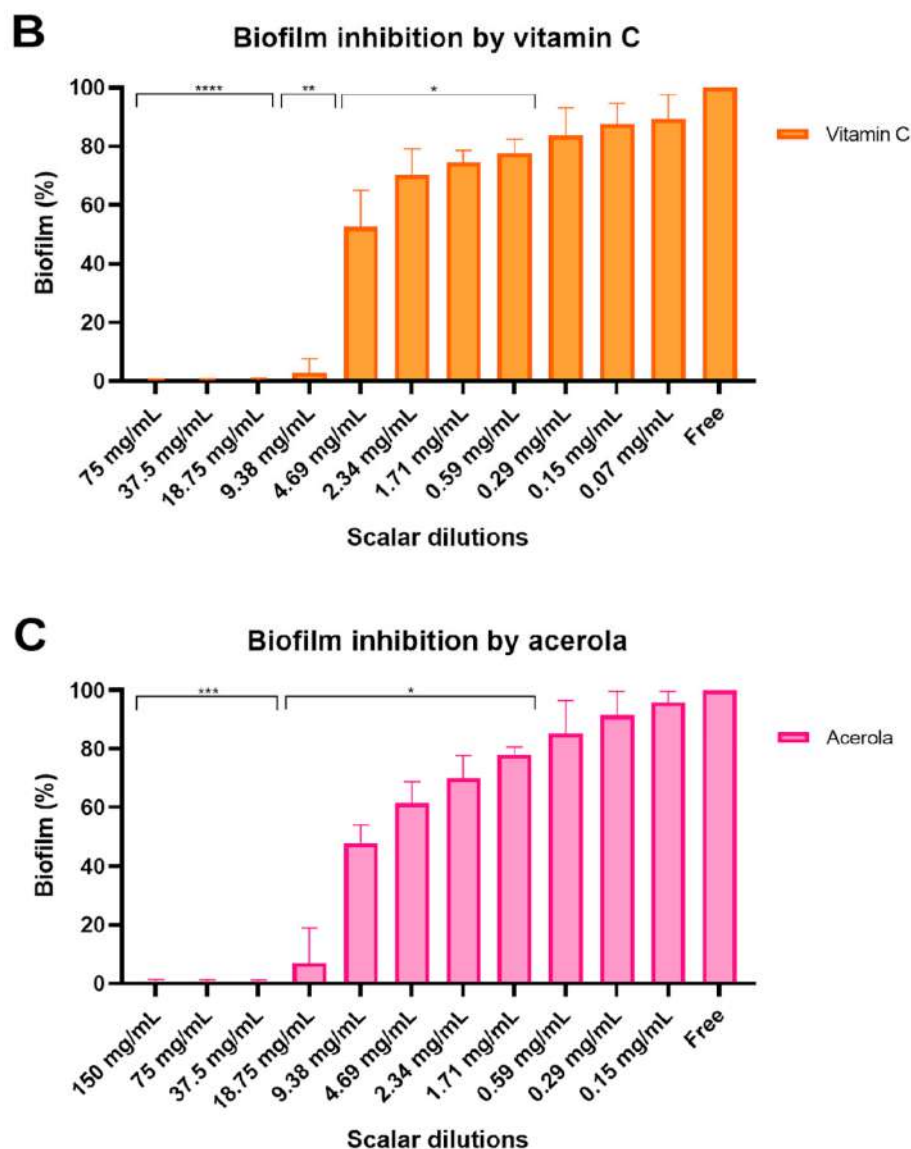 B
Biofilm inhibition by vitamin C
**** ** *
100
80
60
40
20
0
Biofilm (%)
Vitamin C
75 mg/mL
37.5 mg/mL
18.75 mg/mL
9.38 mg/mL
4.69 mg/mL
2.34 mg/mL
1.71 mg/mL
0.59 mg/mL
0.29 mg/mL
0.15 mg/mL
0.07 mg/mL
Free
Scalar dilutions
C
Biofilm inhibition by acerola
*** *
100
80
60
40
20
0
Biofilm (%)
Acerola
150 mg/mL
75 mg/mL
37.5 mg/mL
18.75 mg/mL
9.38 mg/mL
4.69 mg/mL
2.34 mg/mL
1.71 mg/mL
0.59 mg/mL
0.29 mg/mL
0.15 mg/mL
Free
Scalar dilutions